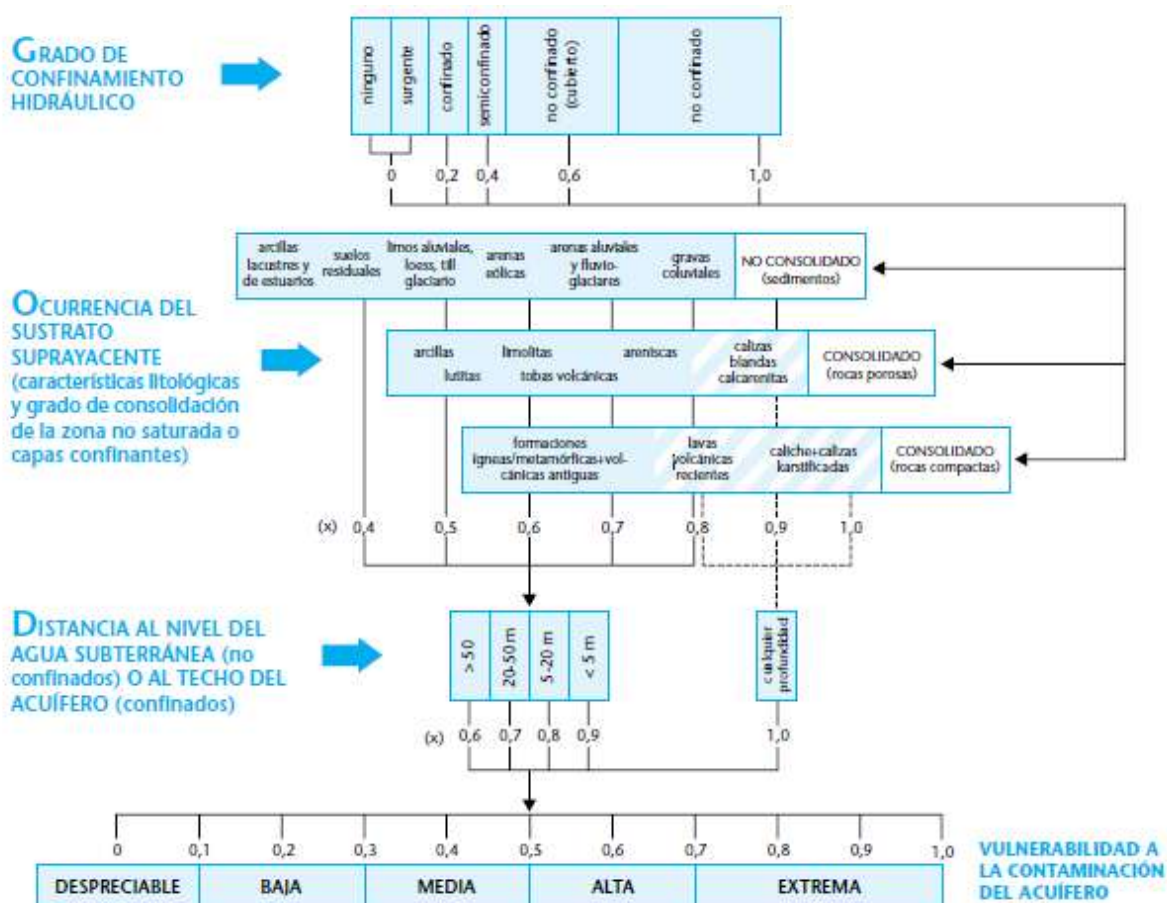 GRADO DE
CONFINAMIENTO
HIDRÁULICO
ninguno
surgente
confinado
semiconfinado
no confinado
(cubierto)
no confinado
0
0,2
0,4
0,6
1,0
OCURRENCIA DEL
SUSTRATO
SUPRAYACENTE
(características litológicas
y grado de consolidación
de la zona no saturada o
capas confinantes)
arcillas
lacustres y
de estuarios
suelos
residuales
limos aluviales,
loess, till
glaciario
arenas
eólicas
arenas aluviales
y fluvio-
glaciares
gravas
coluviales
NO CONSOLIDADO
(sedimentos)
arcillas
lutitas
limolitas
tobas volcánicas
areniscas
calizas
blandas
calcarenitas
CONSOLIDADO
(rocas porosas)
formaciones
ígneas/metamórficas+vol-
cánicas antiguas
lavas
volcánicas
recientes
caliche+calizas
karstificadas
CONSOLIDADO
(rocas compactas)
(x) 0,4 0,5 0,6 0,7 0,8 0,9 1,0
DISTANCIA AL NIVEL DEL
AGUA SUBTERRÁNEA (no
confinados) O AL TECHO DEL
ACUÍFERO (confinados)
> 50
20-50 m
5-20 m
< 5 m
cualquier
profundidad
(x) 0,6 0,7 0,8 0,9 1,0
0 0,1 0,2 0,3 0,4 0,5 0,6 0,7 0,8 0,9 1,0
DESPRECIABLE BAJA MEDIA ALTA EXTREMA
VULNERABILIDAD A
LA CONTAMINACIÓN
DEL ACUÍFERO